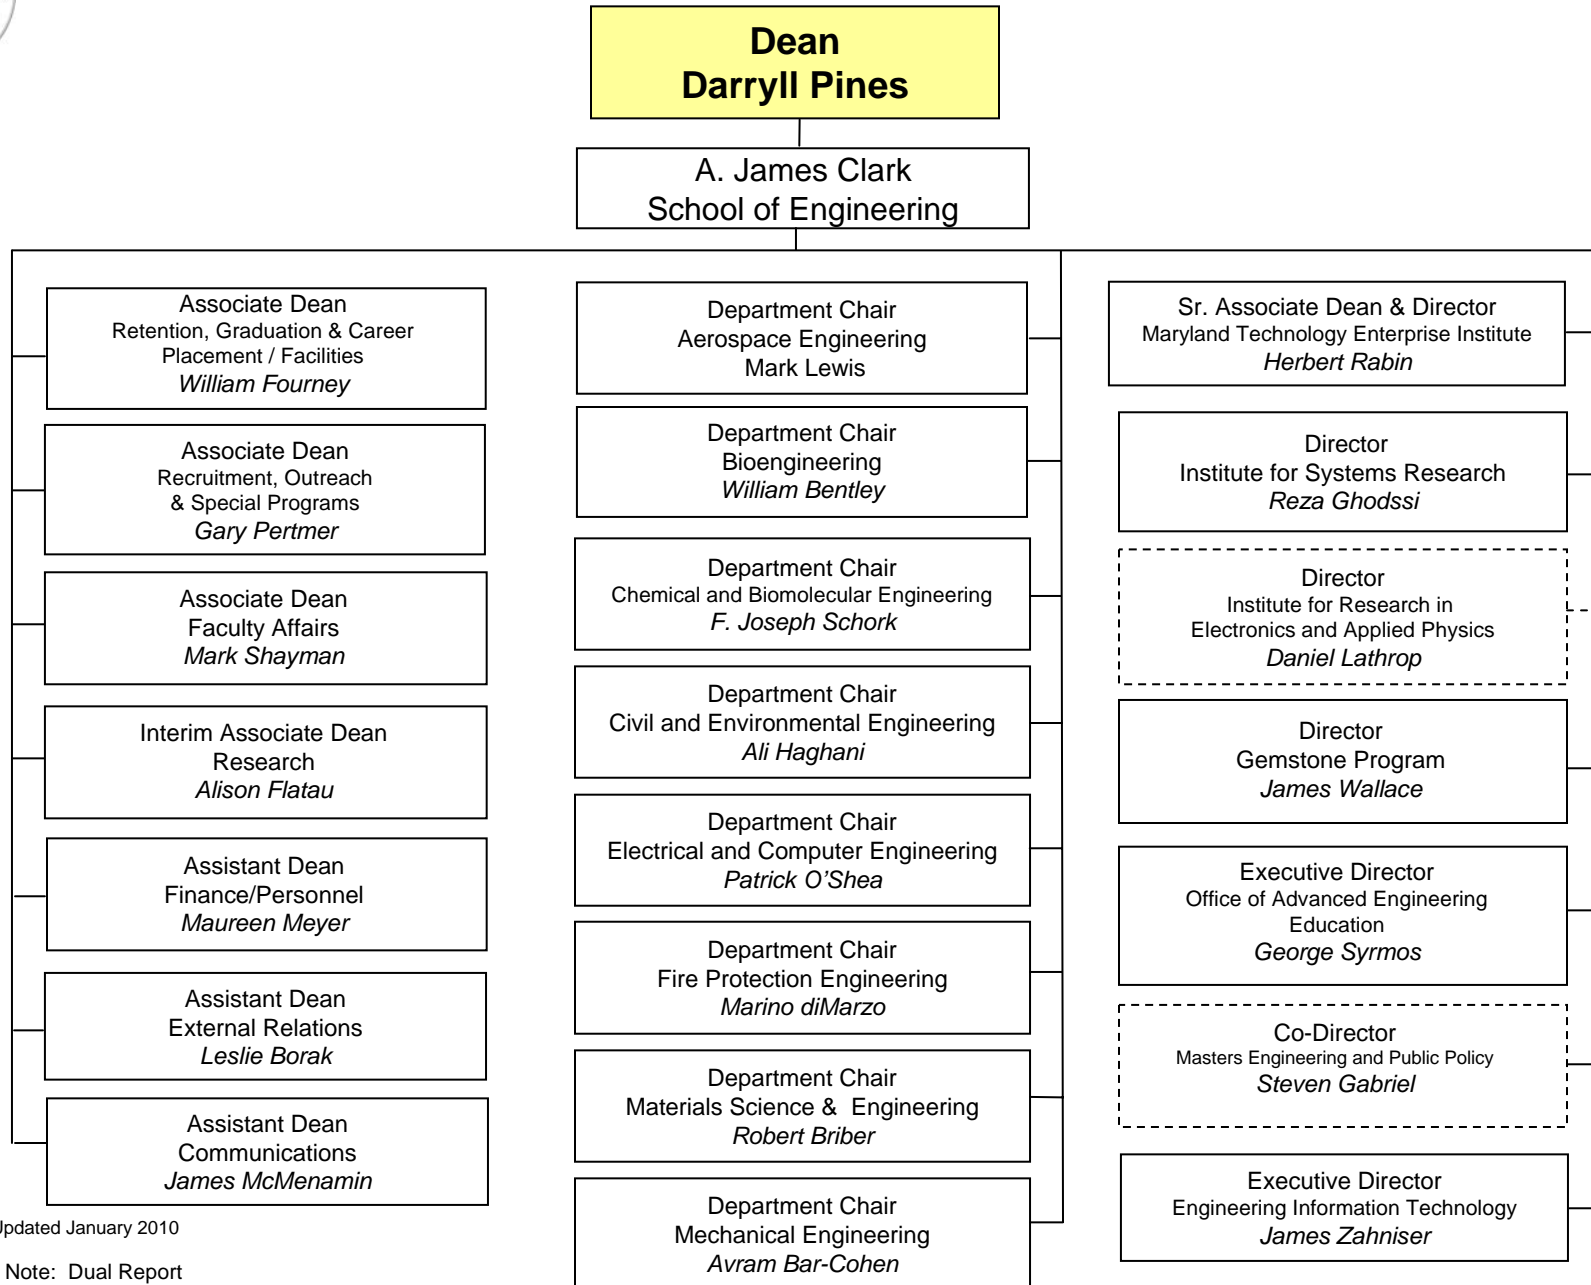 Dean
Darryll Pines
A. James Clark
School of Engineering
Associate Dean
Retention, Graduation & Career
Placement / Facilities
William Fourney
Associate Dean
Recruitment, Outreach
& Special Programs
Gary Pertmer
Associate Dean
Faculty Affairs
Mark Shayman
Interim Associate Dean
Research
Alison Flatau
Assistant Dean
Finance/Personnel
Maureen Meyer
Assistant Dean
External Relations
Leslie Borak
Assistant Dean
Communications
James McMenamin
Department Chair
Aerospace Engineering
Mark Lewis
Department Chair
Bioengineering
William Bentley
Department Chair
Chemical and Biomolecular Engineering
F. Joseph Schork
Department Chair
Civil and Environmental Engineering
Ali Haghani
Department Chair
Electrical and Computer Engineering
Patrick O’Shea
Department Chair
Fire Protection Engineering
Marino diMarzo
Department Chair
Materials Science &  Engineering
Robert Briber
Department Chair
Mechanical Engineering
Avram Bar-Cohen
Sr. Associate Dean & Director
Maryland Technology Enterprise Institute
Herbert Rabin
Director
Institute for Systems Research
Reza Ghodssi
Director
Institute for Research in
Electronics and Applied Physics
Daniel Lathrop
Director
Gemstone Program
James Wallace
Executive Director
Office of Advanced Engineering
Education
George Syrmos
Co-Director
Masters Engineering and Public Policy
Steven Gabriel
Executive Director
Engineering Information Technology
James Zahniser
Updated January 2010
Note:  Dual Report